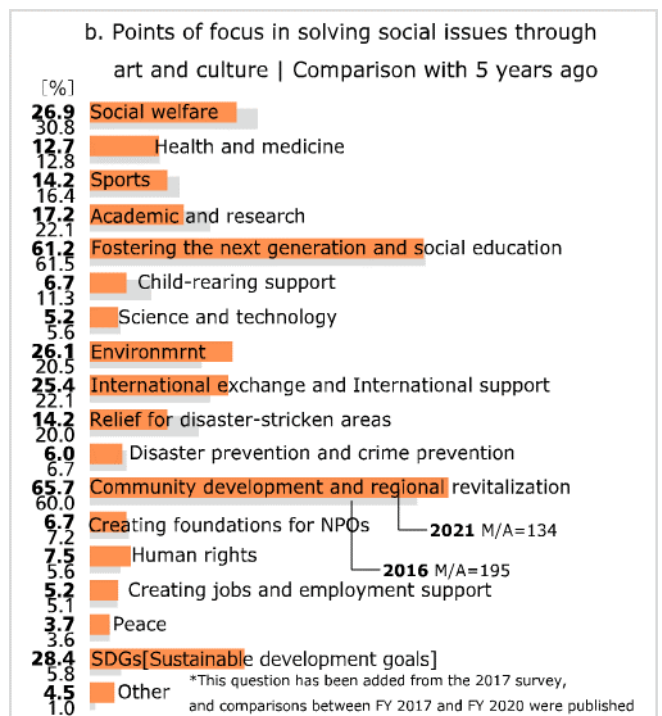 b. Points of focus in solving social issues through
art and culture | Comparison with 5 years ago
[%]
26.9 Social welfare
30.8
12.7 Health and medicine
12.8
14.2 Sports
16.4
17.2 Academic and research
22.1
61.2 Fostering the next generation and social education
61.5
6.7 Child-rearing support
11.3
5.2 Science and technology
5.6
26.1 Environmrnt
20.5
25.4 International exchange and International support
22.1
14.2 Relief for disaster-stricken areas
20.0
6.0 Disaster prevention and crime prevention
6.7
65.7 Community development and regional revitalization
60.0
6.7 Creating foundations for NPOs
7.2
2021 M/A=134
7.5 Human rights
5.6
2016 M/A=195
5.2 Creating jobs and employment support
5.1
3.7 Peace
3.6
28.4 SDGs[Sustainable development goals]
5.8
4.5 Other
1.0
*This question has been added from the 2017 survey,
and comparisons between FY 2017 and FY 2020 were published